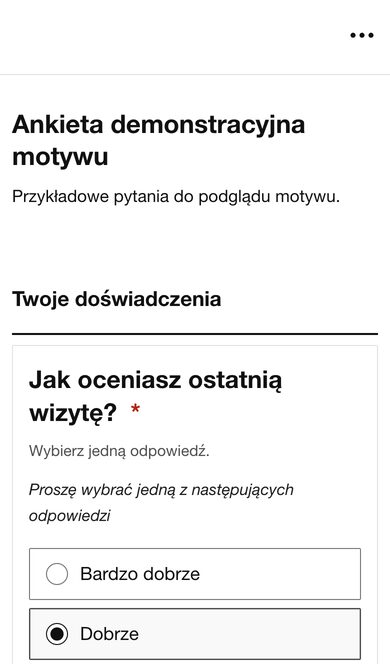 Ankieta demonstracyjna
motywu
Przykładowe pytania do podglądu motywu.
Twoje doświadczenia
Jak oceniasz ostatnią
wizytę? *
Wybierz jedną odpowiedź.
Proszę wybrać jedną z następujących
odpowiedzi
Bardzo dobrze
Dobrze